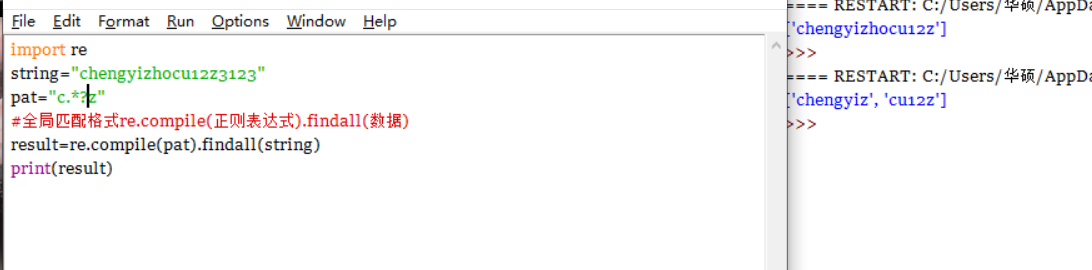 File Edit Format Run Options Window Help
import re
string="chengyizhocu12z3123"
pat="c.*?z"
#全局匹配格式re.compile(正则表达式).findall(数据)
result=re.compile(pat).findall(string)
print(result)
==== RESTART: C:/Users/华硕/AppDa
['chengyizhocu12z']
>>>
==== RESTART: C:/Users/华硕/AppDa
['chengyiz', 'cu12z']
>>>